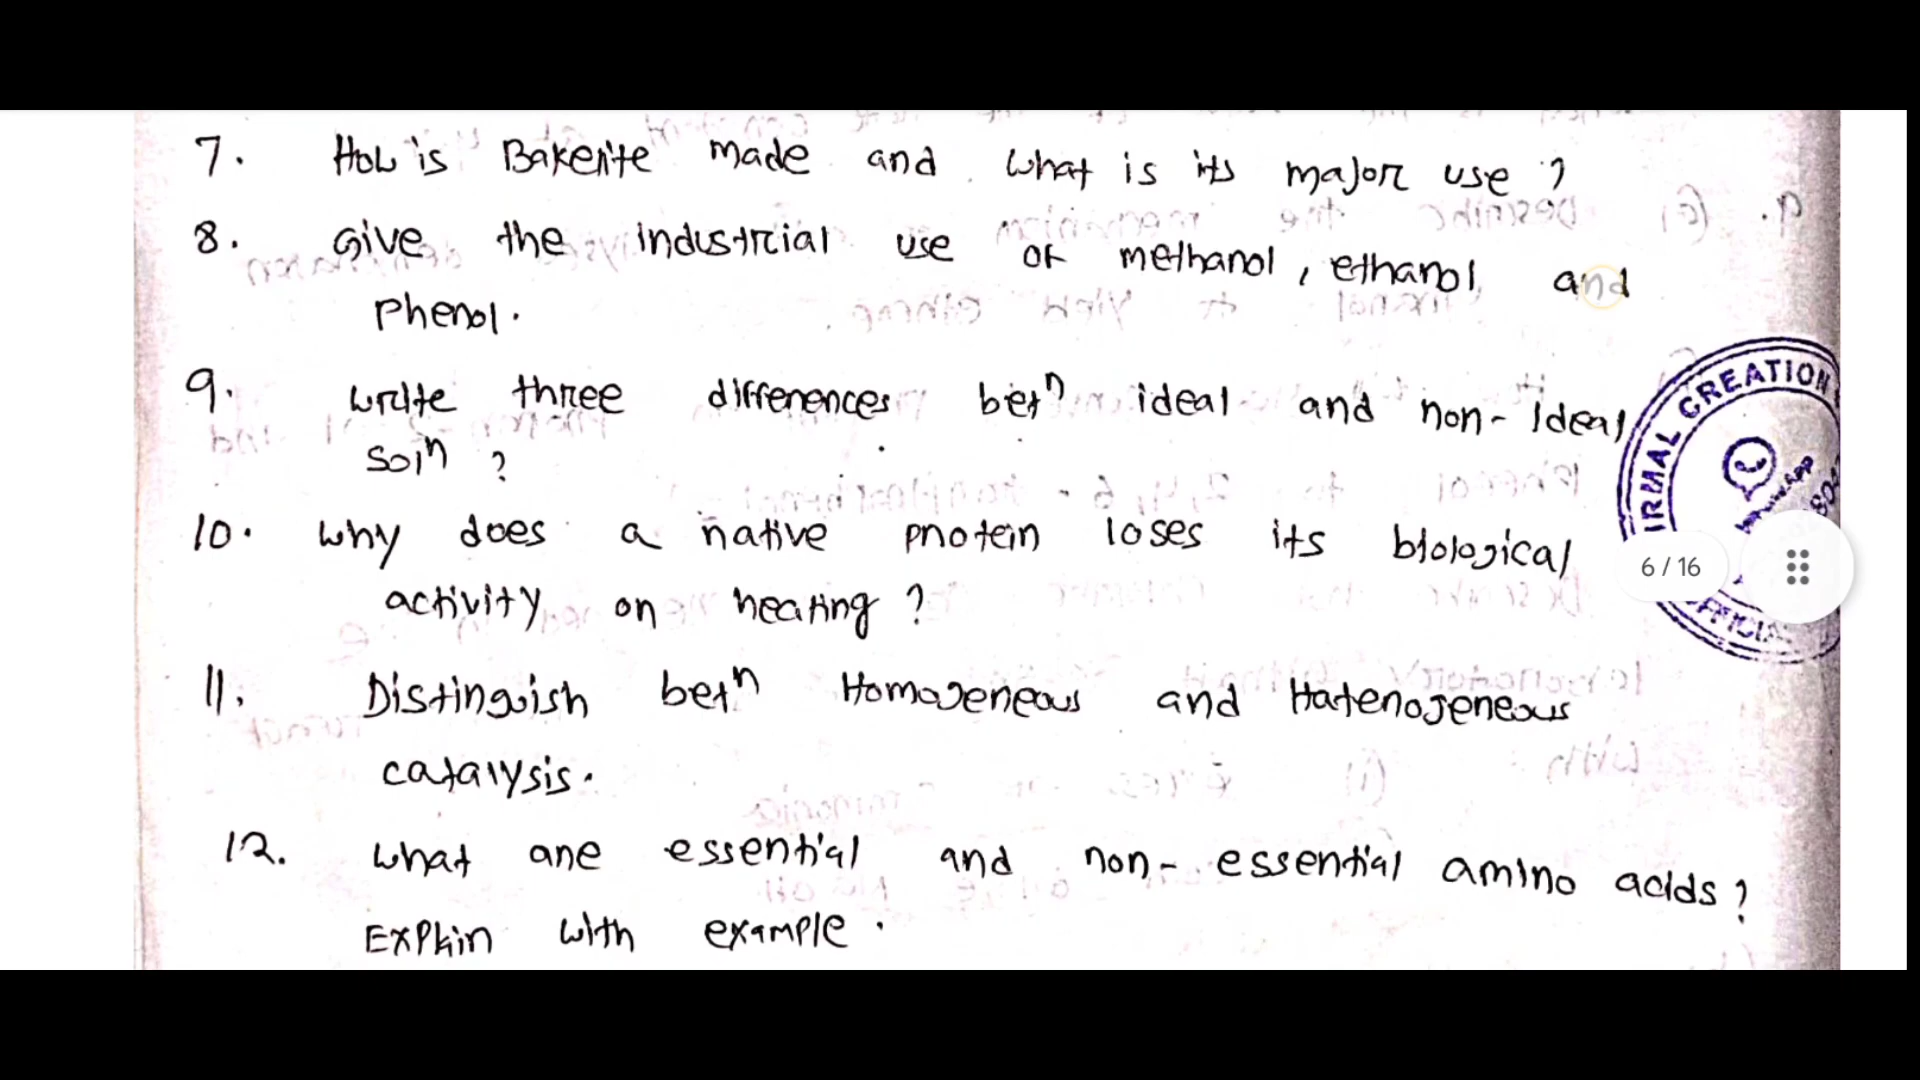 7. How is Bakelite made and what is its major use ?
8. Give the industrial use of methanol, ethanol and
Phenol.
9. write three differences betn ideal and non-ideal
soln ?
10. why does a native protein loses its biological
activity on heating ?
11. Distinguish betn Homogeneous and Hatenogeneous
catalysis.
12. what are essential and non-essential amino acids ?
Explain with example.
IRMAL CREATION
6 / 16